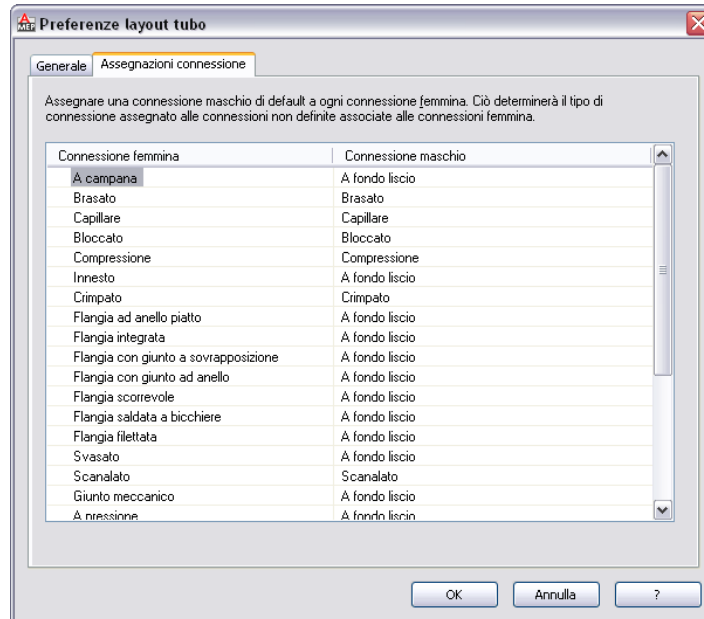 MEP Preferenze layout tubo
Generale Assegnazioni connessione
Assegnare una connessione maschio di default a ogni connessione femmina. Ciò determinerà il tipo di
connessione assegnato alle connessioni non definite associate alle connessioni femmina.
Connessione femmina Connessione maschio
A campana A fondo liscio
Brasato Brasato
Capillare Capillare
Bloccato Bloccato
Compressione Compressione
Innesto A fondo liscio
Crimpato Crimpato
Flangia ad anello piatto A fondo liscio
Flangia integrata A fondo liscio
Flangia con giunto a sovrapposizione A fondo liscio
Flangia con giunto ad anello A fondo liscio
Flangia scorrevole A fondo liscio
Flangia saldata a bicchiere A fondo liscio
Flangia filettata A fondo liscio
Svasato A fondo liscio
Scanalato Scanalato
Giunto meccanico A fondo liscio
A pressione A fondo liscio
OK Annulla ?